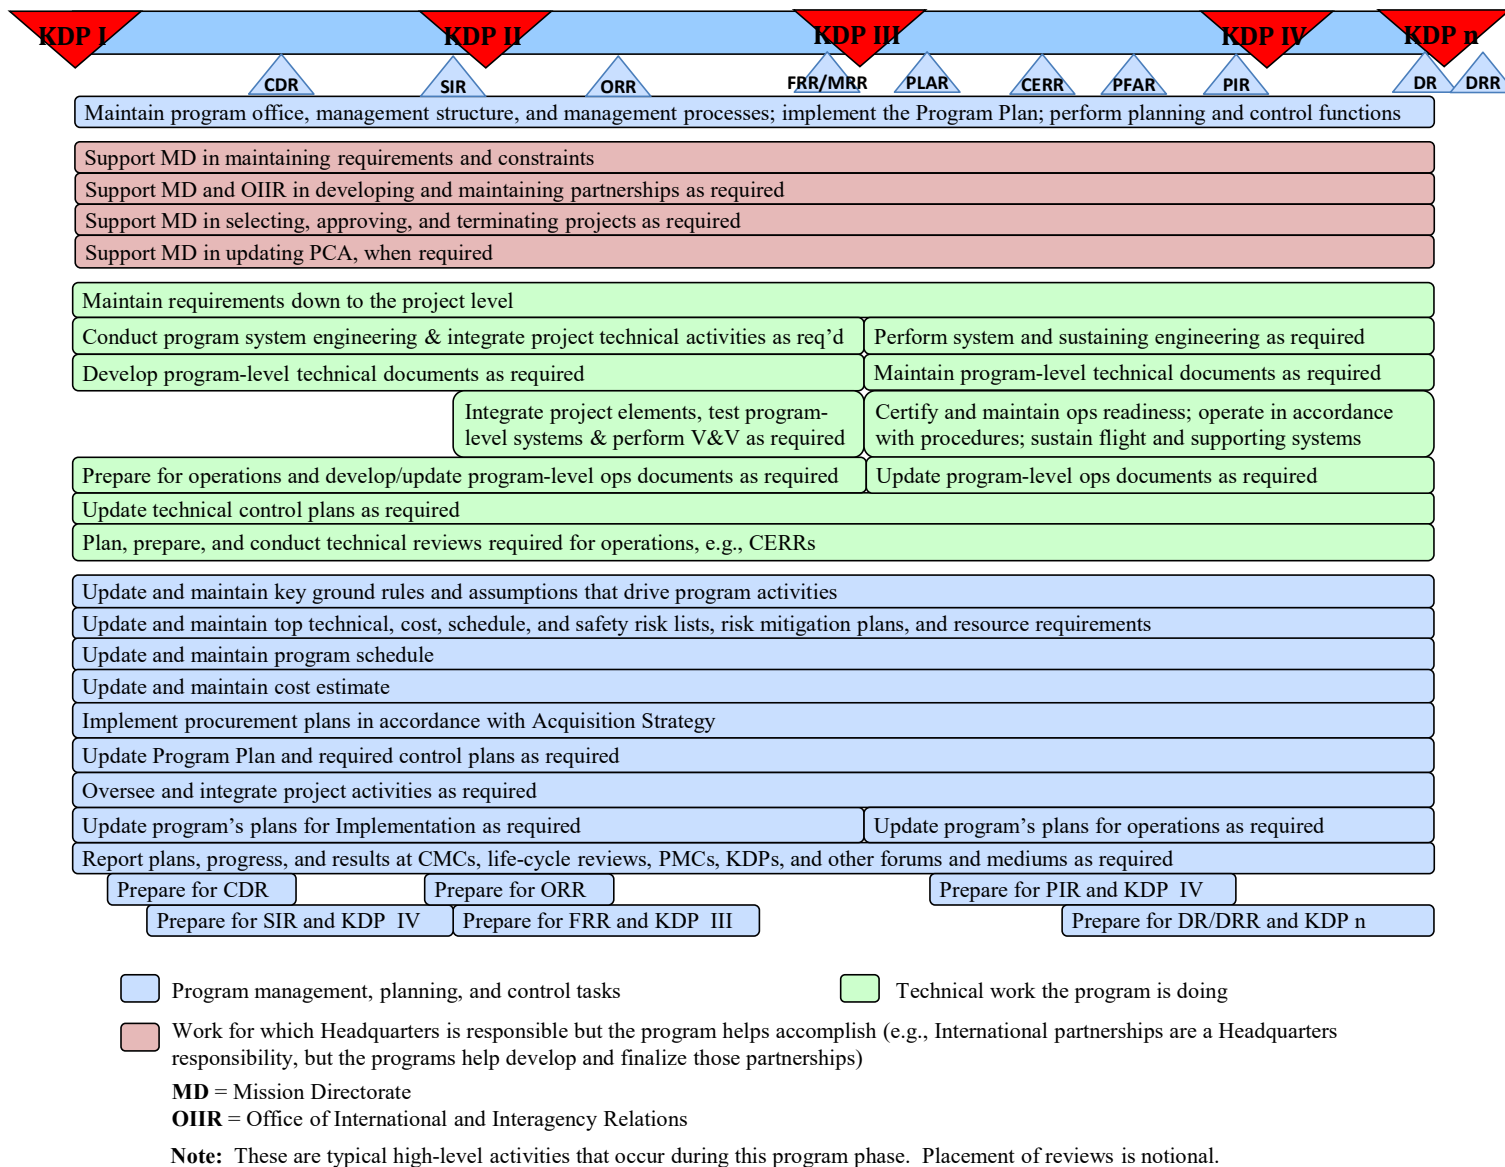 KDP I
KDP II
KDP III
KDP IV
KDP n
CDR
SIR
ORR
FRR/MRR
PLAR
CERR
PFAR
PIR
DR
DRR
Maintain program office, management structure, and management processes; implement the Program Plan; perform planning and control functions
Support MD in maintaining requirements and constraints
Support MD and OIIR in developing and maintaining partnerships as required
Support MD in selecting, approving, and terminating projects as required
Support MD in updating PCA, when required
Maintain requirements down to the project level
Conduct program system engineering & integrate project technical activities as req’d
Perform system and sustaining engineering as required
Develop program-level technical documents as required
Maintain program-level technical documents as required
Integrate project elements, test program-
level systems & perform V&V as required
Certify and maintain ops readiness; operate in accordance
with procedures; sustain flight and supporting systems
Prepare for operations and develop/update program-level ops documents as required
Update program-level ops documents as required
Update technical control plans as required
Plan, prepare, and conduct technical reviews required for operations, e.g., CERRs
Update and maintain key ground rules and assumptions that drive program activities
Update and maintain top technical, cost, schedule, and safety risk lists, risk mitigation plans, and resource requirements
Update and maintain program schedule
Update and maintain cost estimate
Implement procurement plans in accordance with Acquisition Strategy
Update Program Plan and required control plans as required
Oversee and integrate project activities as required
Update program’s plans for Implementation as required
Update program’s plans for operations as required
Report plans, progress, and results at CMCs, life-cycle reviews, PMCs, KDPs, and other forums and mediums as required
Prepare for CDR
Prepare for ORR
Prepare for PIR and KDP IV
Prepare for SIR and KDP IV
Prepare for FRR and KDP III
Prepare for DR/DRR and KDP n
Program management, planning, and control tasks
Technical work the program is doing
Work for which Headquarters is responsible but the program helps accomplish (e.g., International partnerships are a Headquarters
responsibility, but the programs help develop and finalize those partnerships)
MD = Mission Directorate
OIIR = Office of International and Interagency Relations
Note: These are typical high-level activities that occur during this program phase. Placement of reviews is notional.